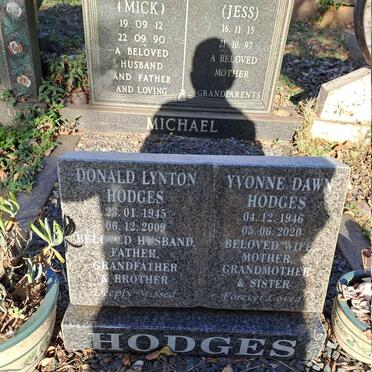 (MICK)
19 09 12
22 09 90
A BELOVED
HUSBAND
AND FATHER
AND LOVING
(JESS)
16 11 15
21 10 97
A BELOVED
MOTHER
GRANDPARENTS
MICHAEL
DONALD LYNTON
HODGES
23.01.1945
06.12.2009
BELOVED HUSBAND,
FATHER,
GRANDFATHER
& BROTHER
Deeply Missed
YVONNE DAWN
HODGES
04.12.1946
05.06.2020
BELOVED WIFE,
MOTHER,
GRANDMOTHER
& SISTER
Forever Loved
HODGES